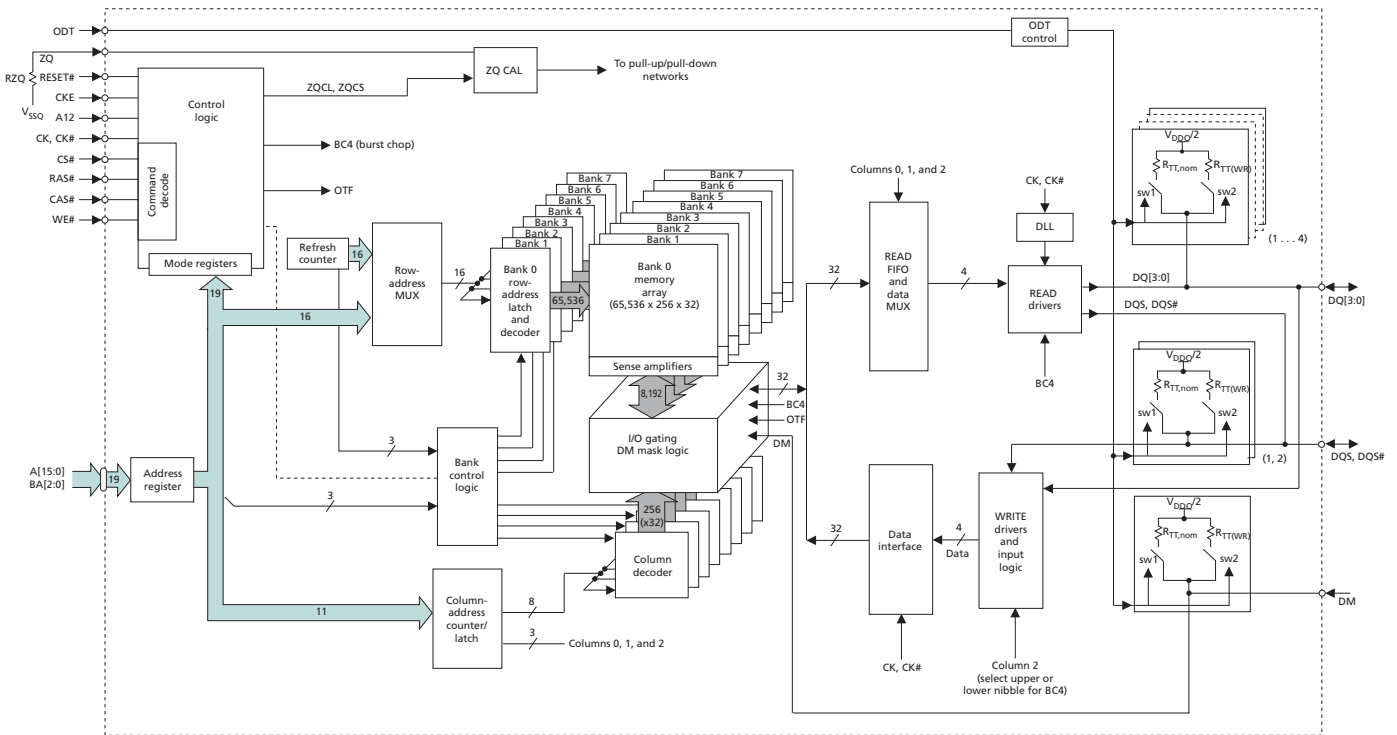 ODT
ZQ
RZQ
RESET#
CKE
V_SSQ
A12
CK, CK#
CS#
RAS#
CAS#
WE#
Control
logic
Command
decode
Mode registers
ZQCL, ZQCS
ZQ CAL
To pull-up/pull-down
networks
BC4 (burst chop)
OTF
ODT
control
Refresh
counter
16
Row-
address
MUX
16
19
16
Bank 7
Bank 6
Bank 5
Bank 4
Bank 3
Bank 2
Bank 1
Bank 0
row-
address
latch
and
decoder
65,536
Bank 7
Bank 6
Bank 5
Bank 4
Bank 3
Bank 2
Bank 1
Bank 0
memory
array
(65,536 x 256 x 32)
Sense amplifiers
8,192
I/O gating
DM mask logic
32
BC4
OTF
DM
256
(x32)
Column
decoder
3
Bank
control
logic
3
A[15:0]
BA[2:0]
19
Address
register
11
Column-
address
counter/
latch
8
3
Columns 0, 1, and 2
Columns 0, 1, and 2
32
READ
FIFO
and
data
MUX
4
CK, CK#
DLL
READ
drivers
BC4
DQ[3:0]
DQS, DQS#
V_DDQ/2
R_TT,nom
R_TT(WR)
sw1
sw2
(1 . . . 4)
DQ[3:0]
V_DDQ/2
R_TT,nom
R_TT(WR)
sw1
sw2
(1, 2)
DQS, DQS#
V_DDQ/2
R_TT,nom
R_TT(WR)
sw1
sw2
DM
32
Data
interface
4
Data
WRITE
drivers
and
input
logic
CK, CK#
Column 2
(select upper or
lower nibble for BC4)